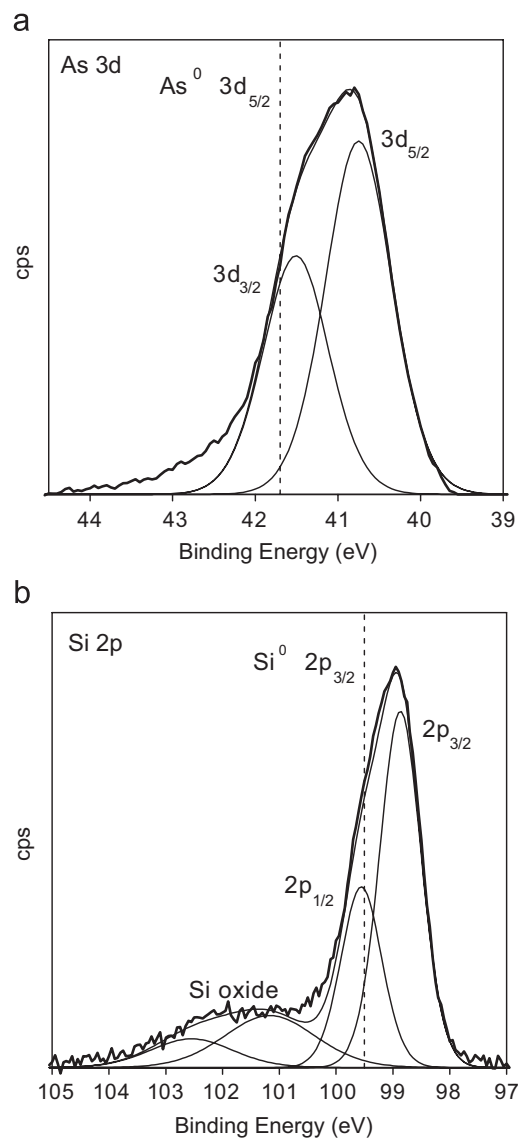 a
As 3d
As⁰ 3d₅/₂
3d₅/₂
3d₃/₂
cps
44 43 42 41 40 39
Binding Energy (eV)
b
Si 2p
Si⁰ 2p₃/₂
2p₃/₂
2p₁/₂
Si oxide
cps
105 104 103 102 101 100 99 98 97
Binding Energy (eV)